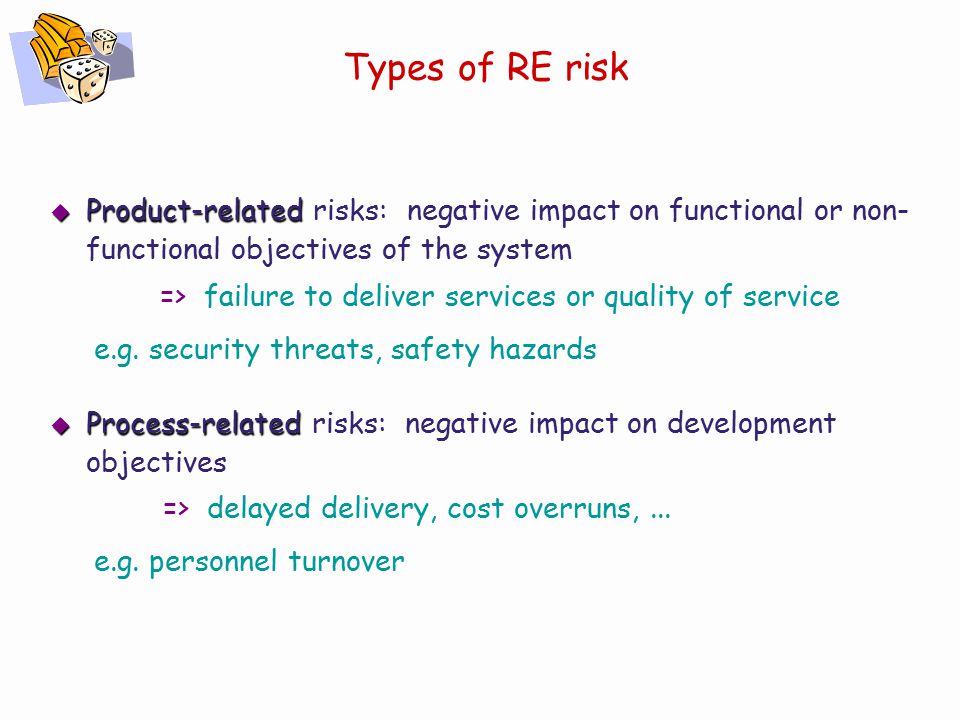 Types of RE risk
◆ Product-related risks: negative impact on functional or non-
functional objectives of the system
=> failure to deliver services or quality of service
e.g. security threats, safety hazards
◆ Process-related risks: negative impact on development
objectives
=> delayed delivery, cost overruns, ...
e.g. personnel turnover